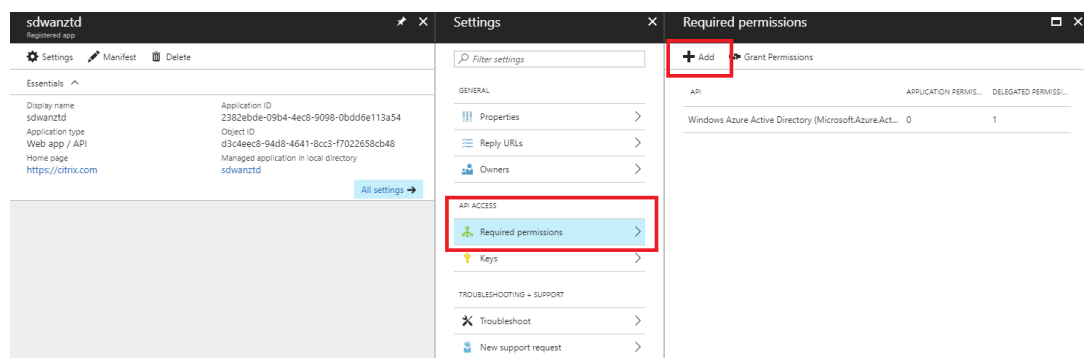 sdwanztd
Registered app
Settings Manifest Delete
Essentials
Display name
sdwanztd
Application type
Web app / API
Home page
https://citrix.com
Application ID
2382ebde-09b4-4ec8-9098-0bdd6e113a54
Object ID
d3c4eec8-94d8-4641-8cc3-f7022658cb48
Managed application in local directory
sdwanztd
All settings
Settings
Filter settings
GENERAL
Properties
Reply URLs
Owners
API ACCESS
Required permissions
Keys
TROUBLESHOOTING + SUPPORT
Troubleshoot
New support request
Required permissions
Add Grant Permissions
API APPLICATION PERMIS... DELEGATED PERMISSI...
Windows Azure Active Directory (Microsoft.Azure.Act... 0 1